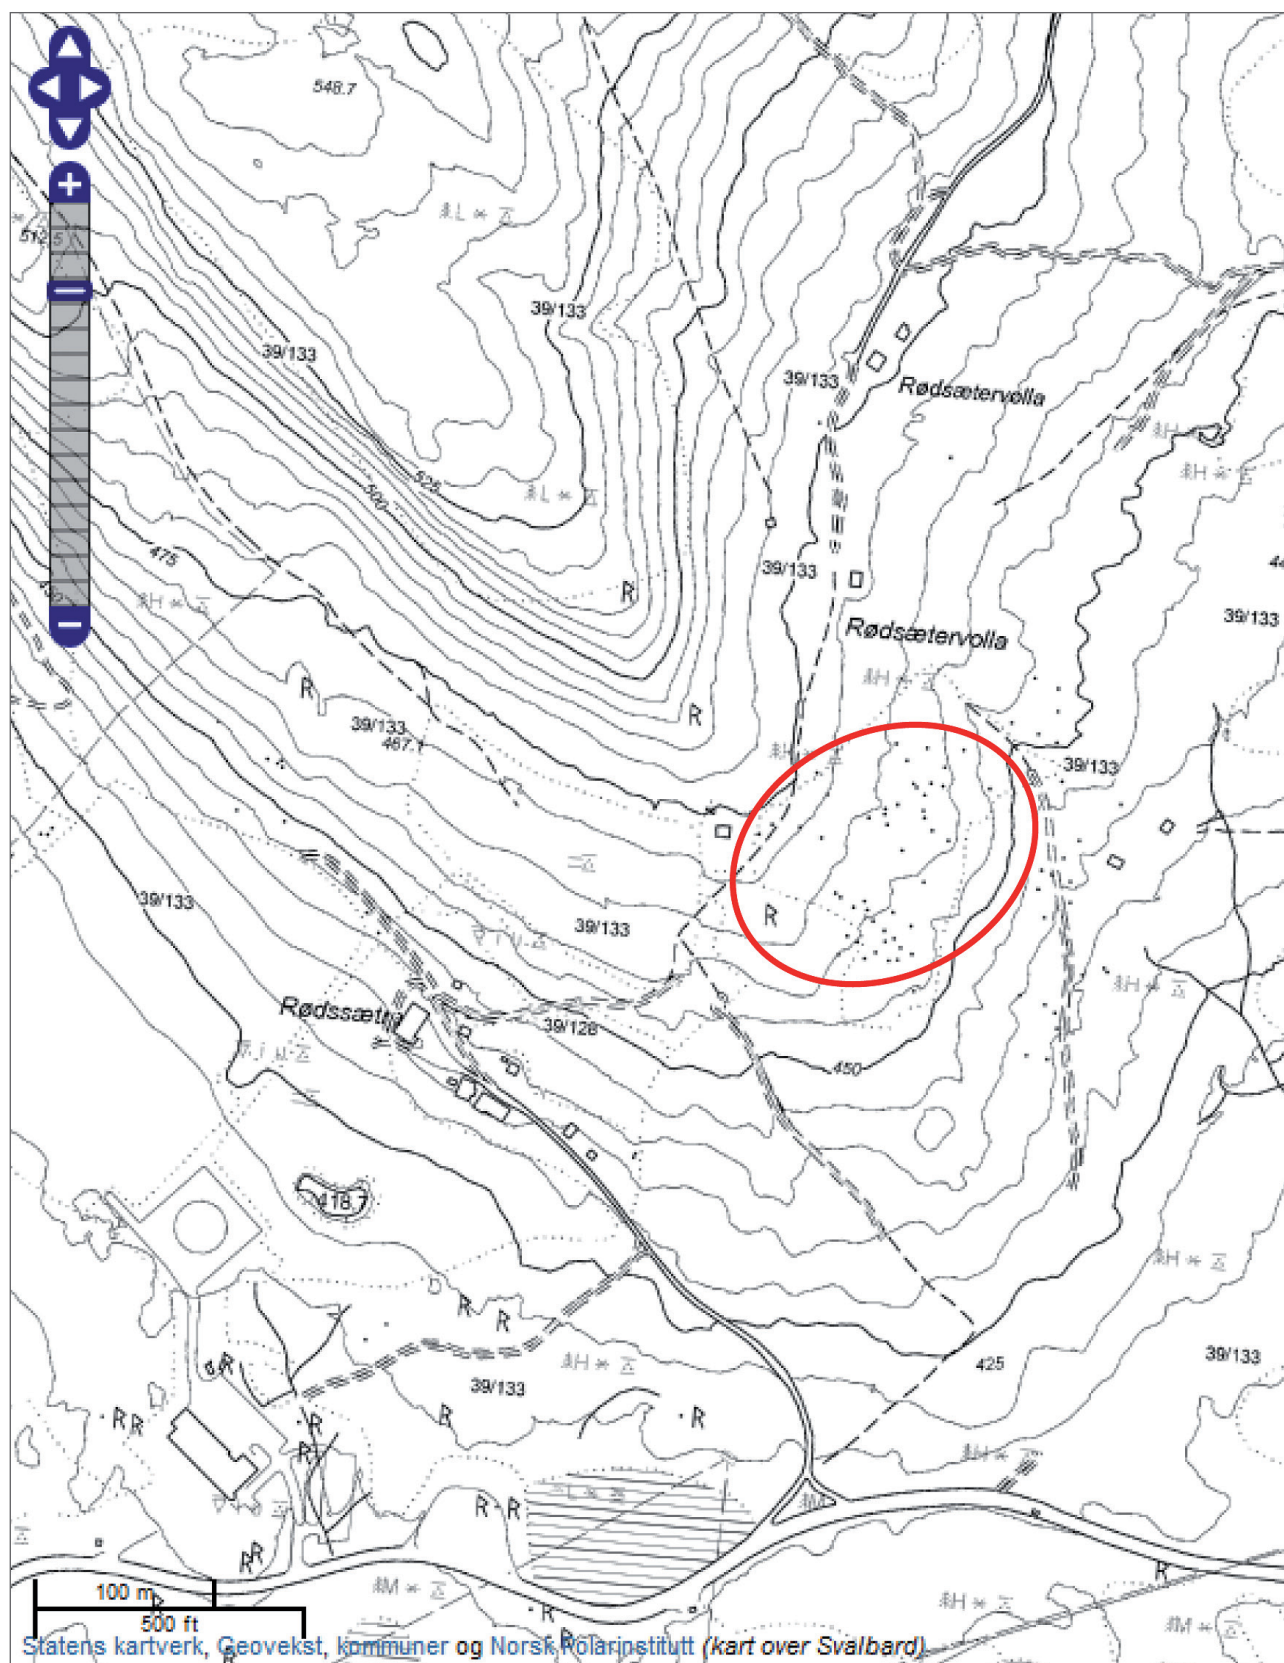 548.7
L
512.5
39/133
39/133
39/133
Rødsætervolla
H
H
525
L
500
475
39/133
H
R
39/133
Rødsætervolla
H
R
39/133
467.1
R
H
39/133
39/133
R
39/133
H
Rødssætr
39/128
450
418.7
H
R
R
R
H
39/133
425
39/133
R R
R
R
R
R
H
L
R R
M
R R
R
100 m
M
H
R
R
M
500 ft
R
R
Statens kartverk, Geovekst, kommuner og Norsk Polarinstitutt (kart over Svalbard)